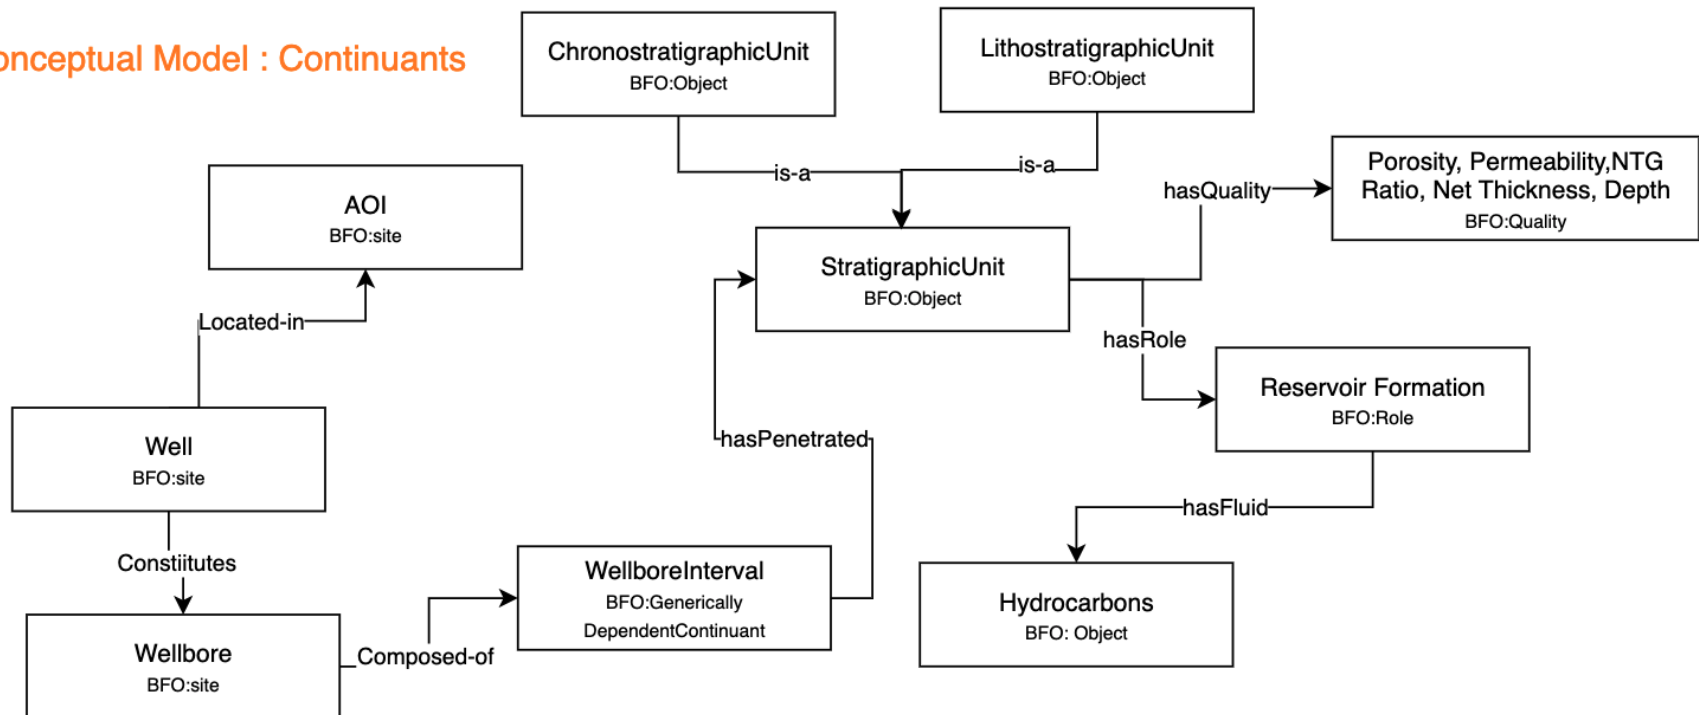 onceptual Model : Continuants
ChronostratigraphicUnit
BFO:Object
LithostratigraphicUnit
BFO:Object
is-a
is-a
AOI
BFO:site
hasQuality
Porosity, Permeability,NTG
Ratio, Net Thickness, Depth
BFO:Quality
StratigraphicUnit
BFO:Object
Located-in
hasRole
Reservoir Formation
BFO:Role
Well
BFO:site
hasPenetrated
hasFluid
Constiitutes
WellboreInterval
BFO:Generically
DependentContinuant
Hydrocarbons
BFO: Object
Wellbore
BFO:site
Composed-of